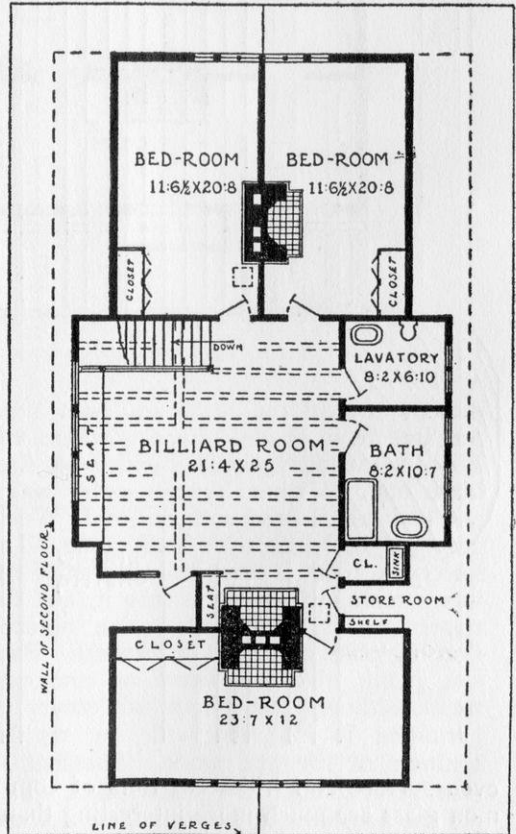 BED-ROOM
11:6½X20:8
BED-ROOM
11:6½X20:8
CLOSET
CLOSET
DOWN
LAVATORY
8:2X6:10
SEAT
BILLIARD ROOM
21:4X25
BATH
8:2X10:7
WALL OF SECOND FLOOR
CL.
SINK
STORE ROOM
SHELF
SEAT
CLOSET
BED-ROOM
23:7X12
LINE OF VERGES